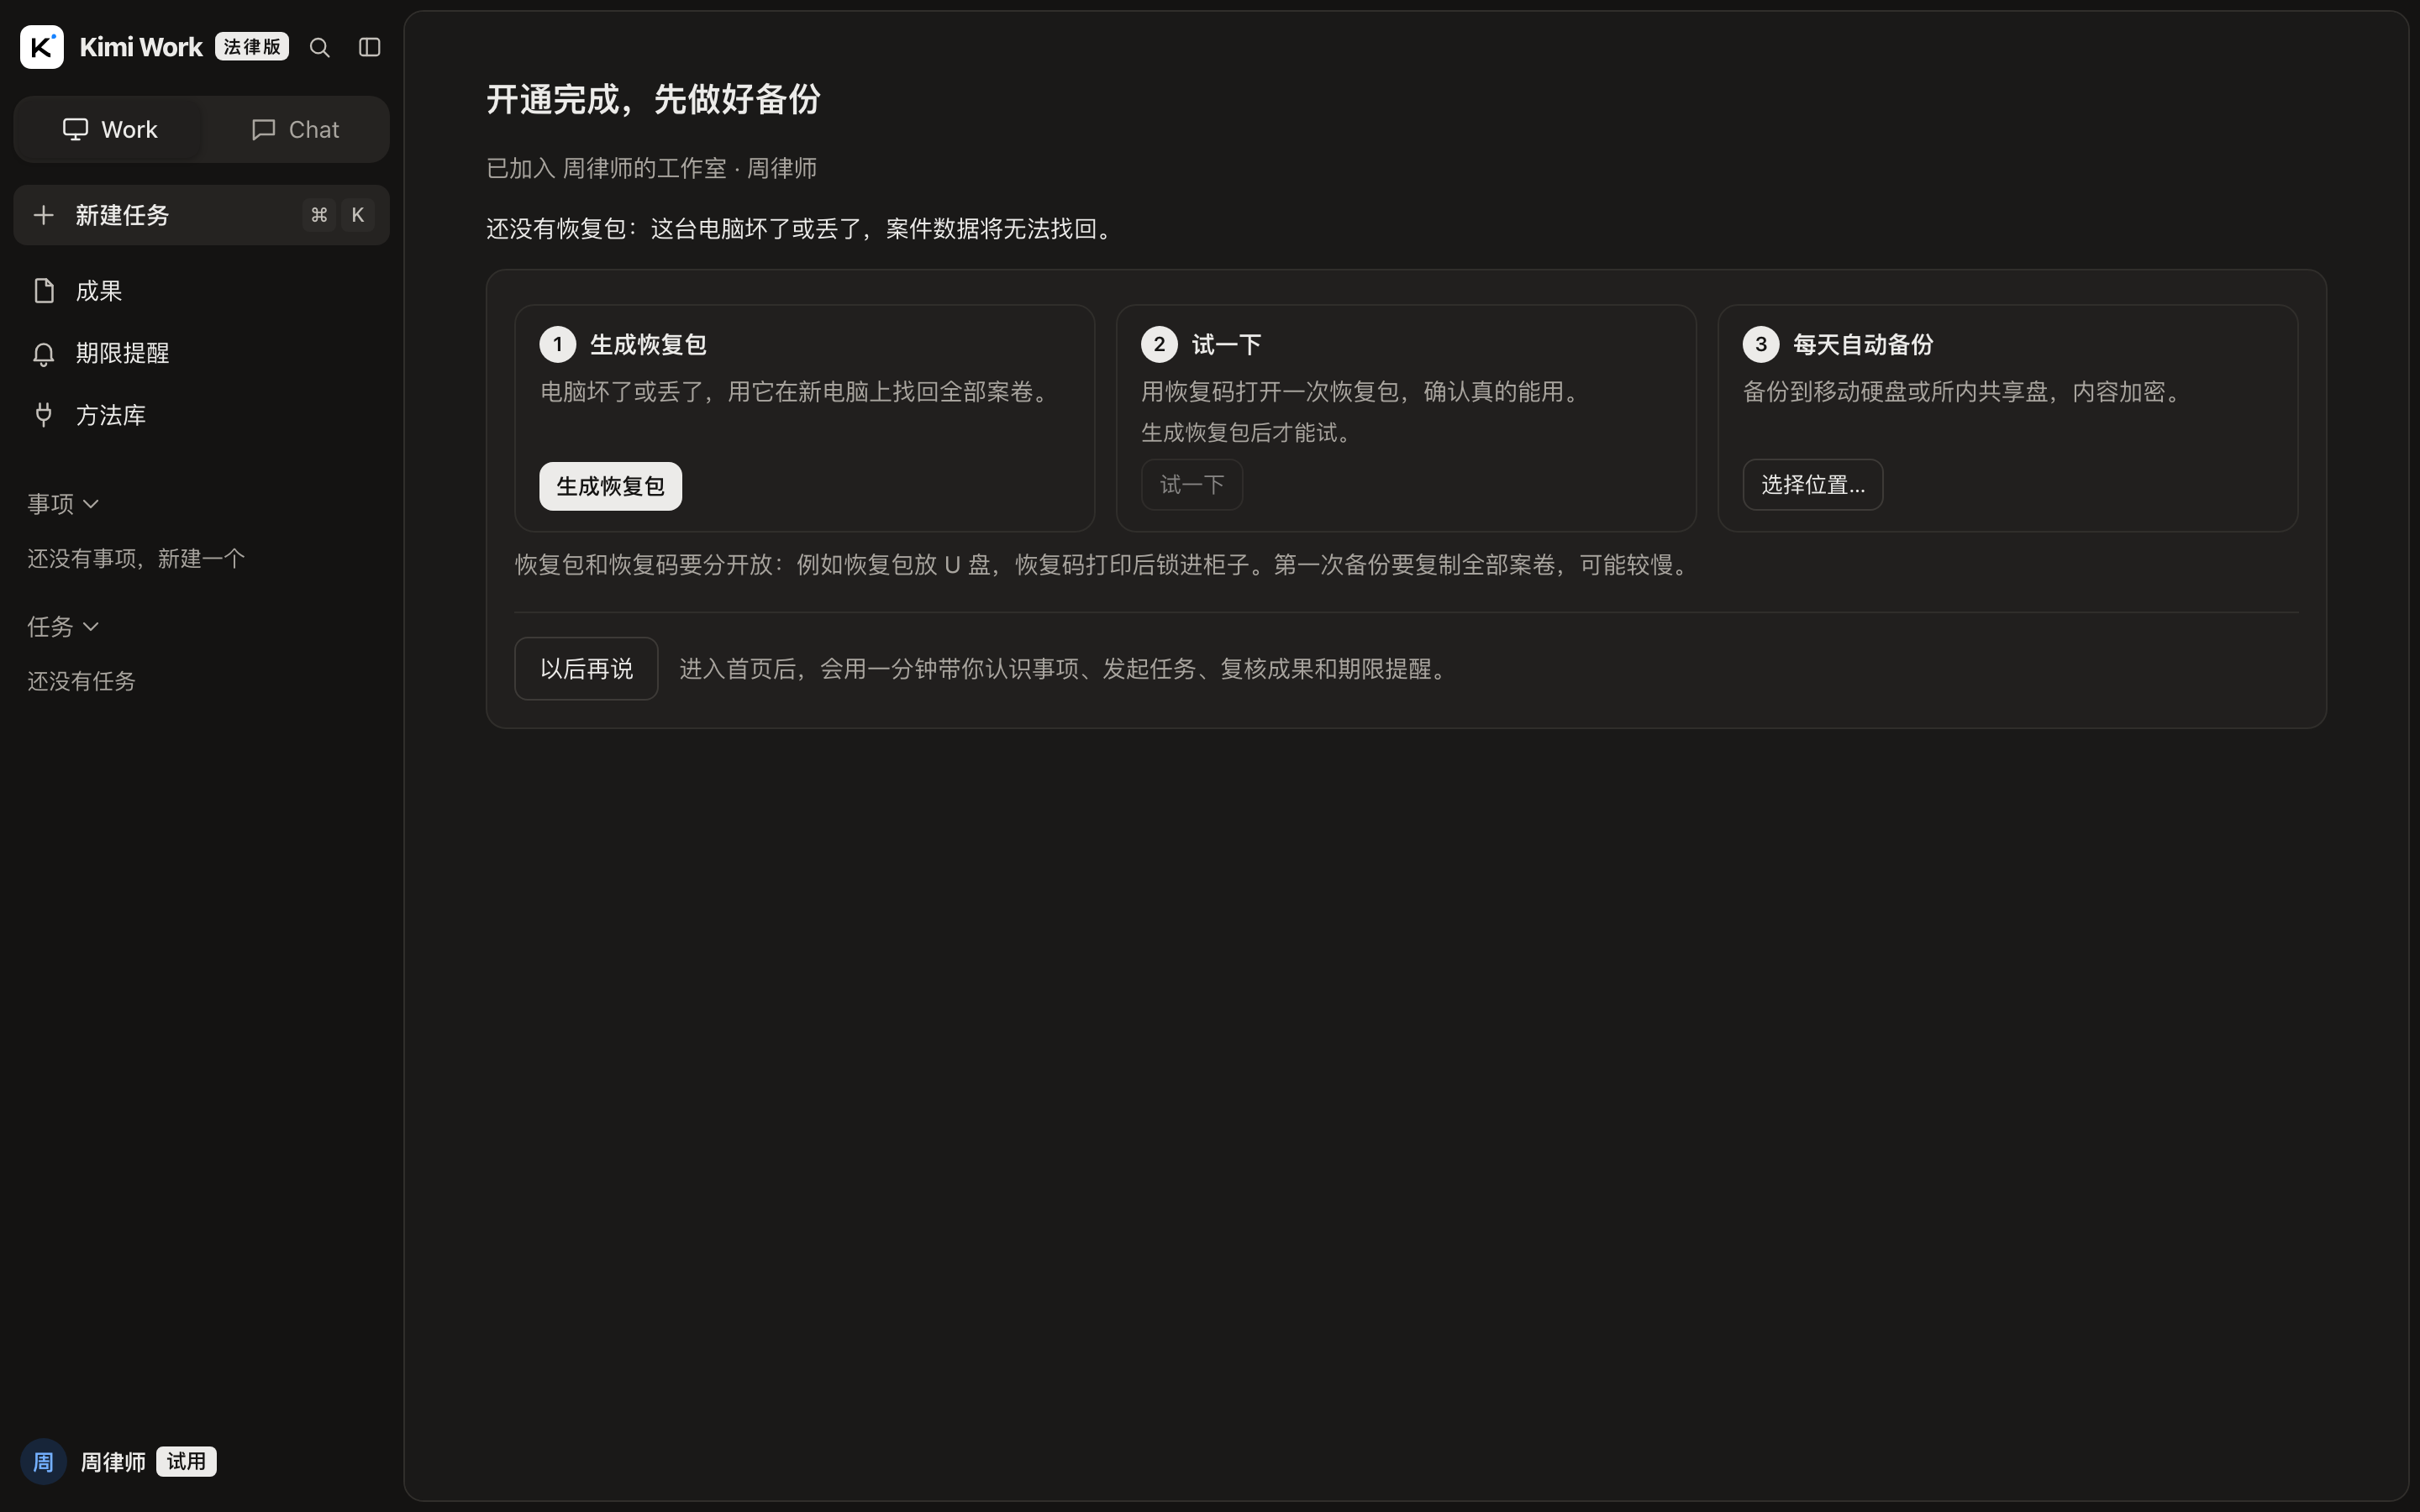 Kimi Work 法律版
Work
Chat
新建任务 ⌘ K
成果
期限提醒
方法库
事项
还没有事项，新建一个
任务
还没有任务
周 周律师 试用
开通完成，先做好备份
已加入 周律师的工作室 · 周律师
还没有恢复包：这台电脑坏了或丢了，案件数据将无法找回。
1 生成恢复包
电脑坏了或丢了，用它在新电脑上找回全部案卷。
生成恢复包
2 试一下
用恢复码打开一次恢复包，确认真的能用。
生成恢复包后才能试。
试一下
3 每天自动备份
备份到移动硬盘或所内共享盘，内容加密。
选择位置...
恢复包和恢复码要分开放：例如恢复包放 U 盘，恢复码打印后锁进柜子。第一次备份要复制全部案卷，可能较慢。
以后再说
进入首页后，会用一分钟带你认识事项、发起任务、复核成果和期限提醒。